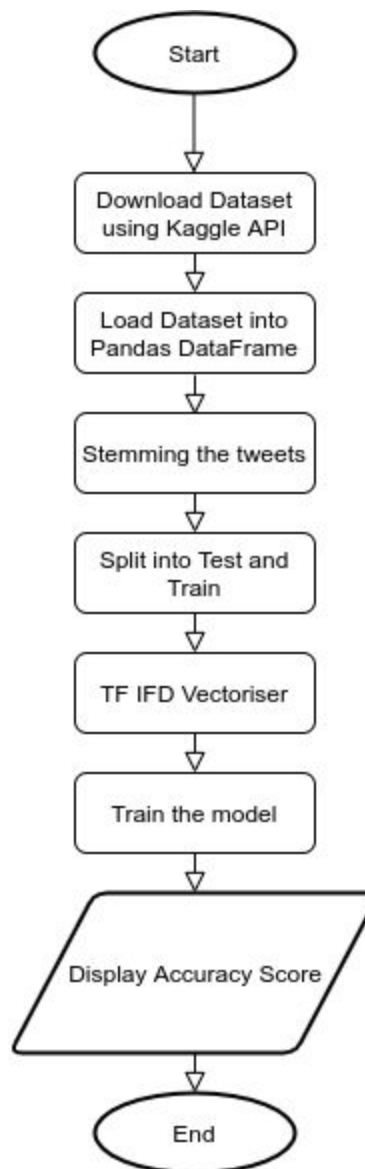 Start
Download Dataset
using Kaggle API
Load Dataset into
Pandas DataFrame
Stemming the tweets
Split into Test and
Train
TF IFD Vectoriser
Train the model
Display Accuracy Score
End